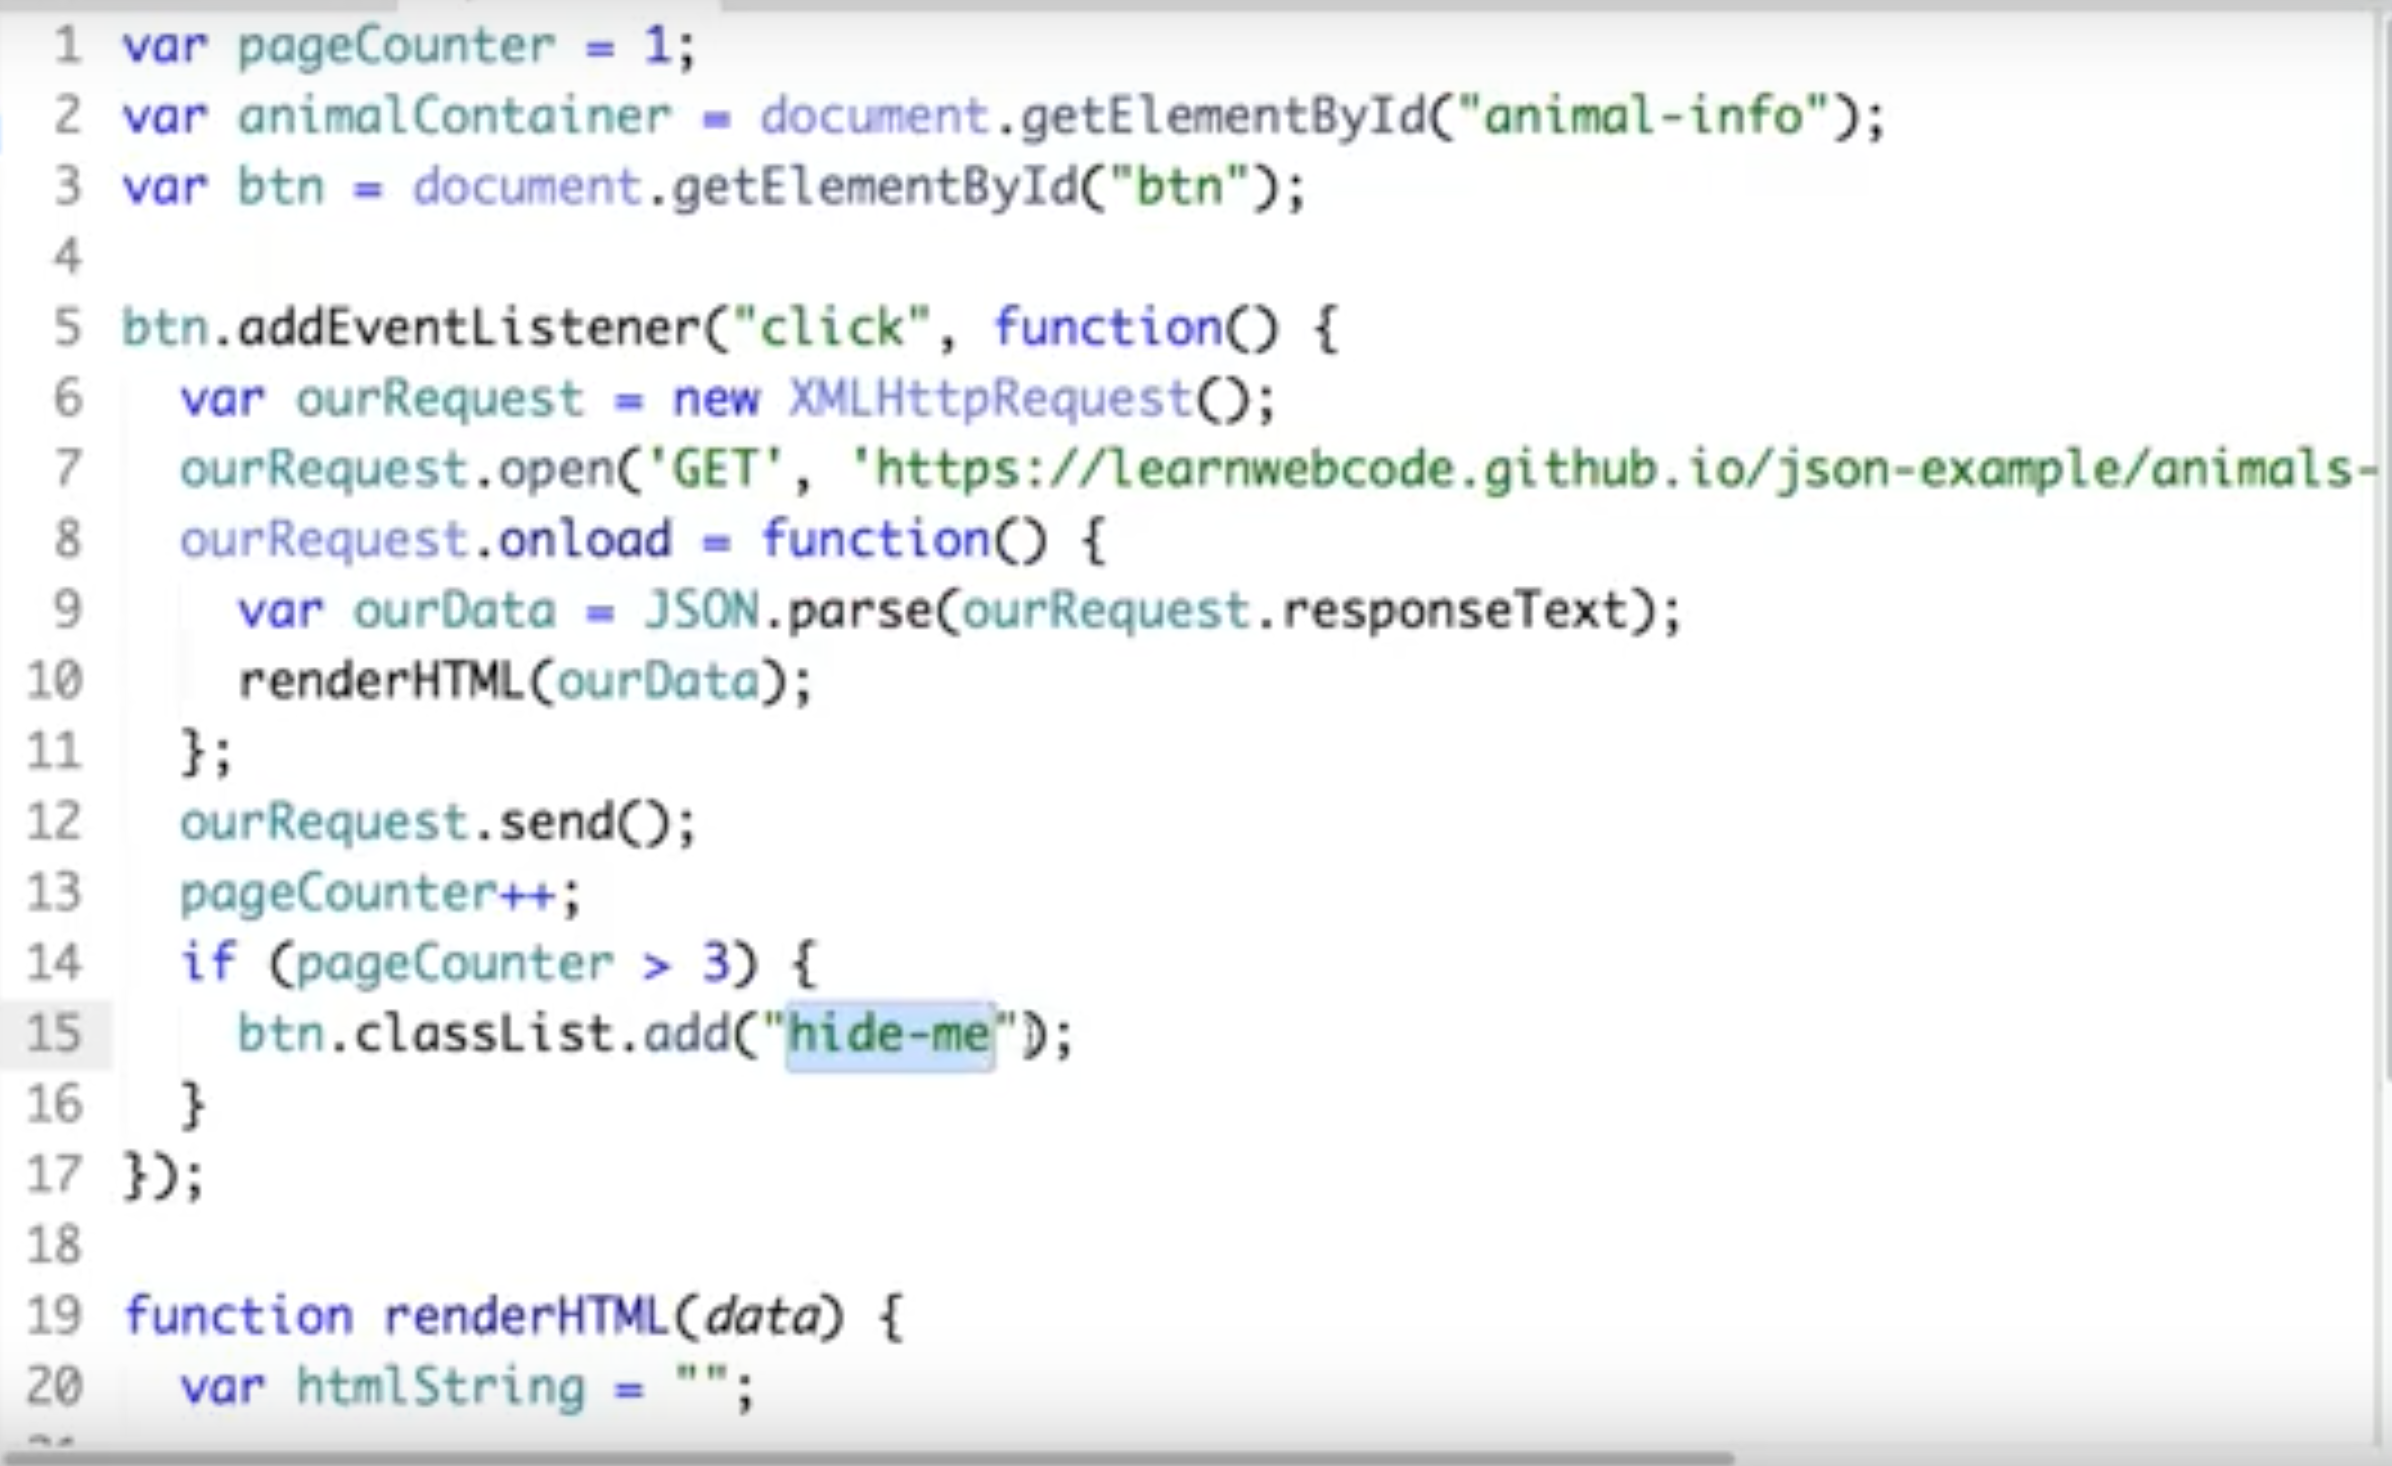 1 var pageCounter = 1;
2 var animalContainer = document.getElementById("animal-info");
3 var btn = document.getElementById("btn");
4
5 btn.addEventListener("click", function() {
6   var ourRequest = new XMLHttpRequest();
7   ourRequest.open('GET', 'https://learnwebcode.github.io/json-example/animals-
8   ourRequest.onload = function() {
9     var ourData = JSON.parse(ourRequest.responseText);
10     renderHTML(ourData);
11   };
12   ourRequest.send();
13   pageCounter++;
14   if (pageCounter > 3) {
15     btn.classList.add("hide-me");
16   }
17 });
18
19 function renderHTML(data) {
20   var htmlString = "";